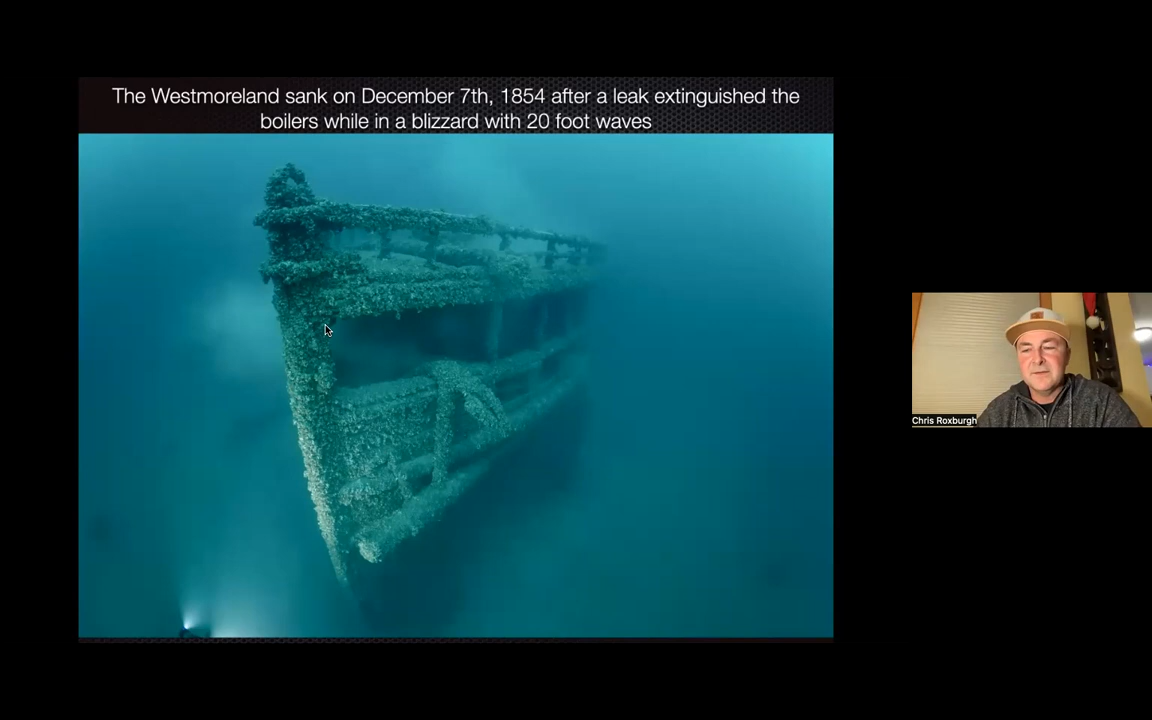 The Westmoreland sank on December 7th, 1854 after a leak extinguished the
boilers while in a blizzard with 20 foot waves
Chris Roxburgh